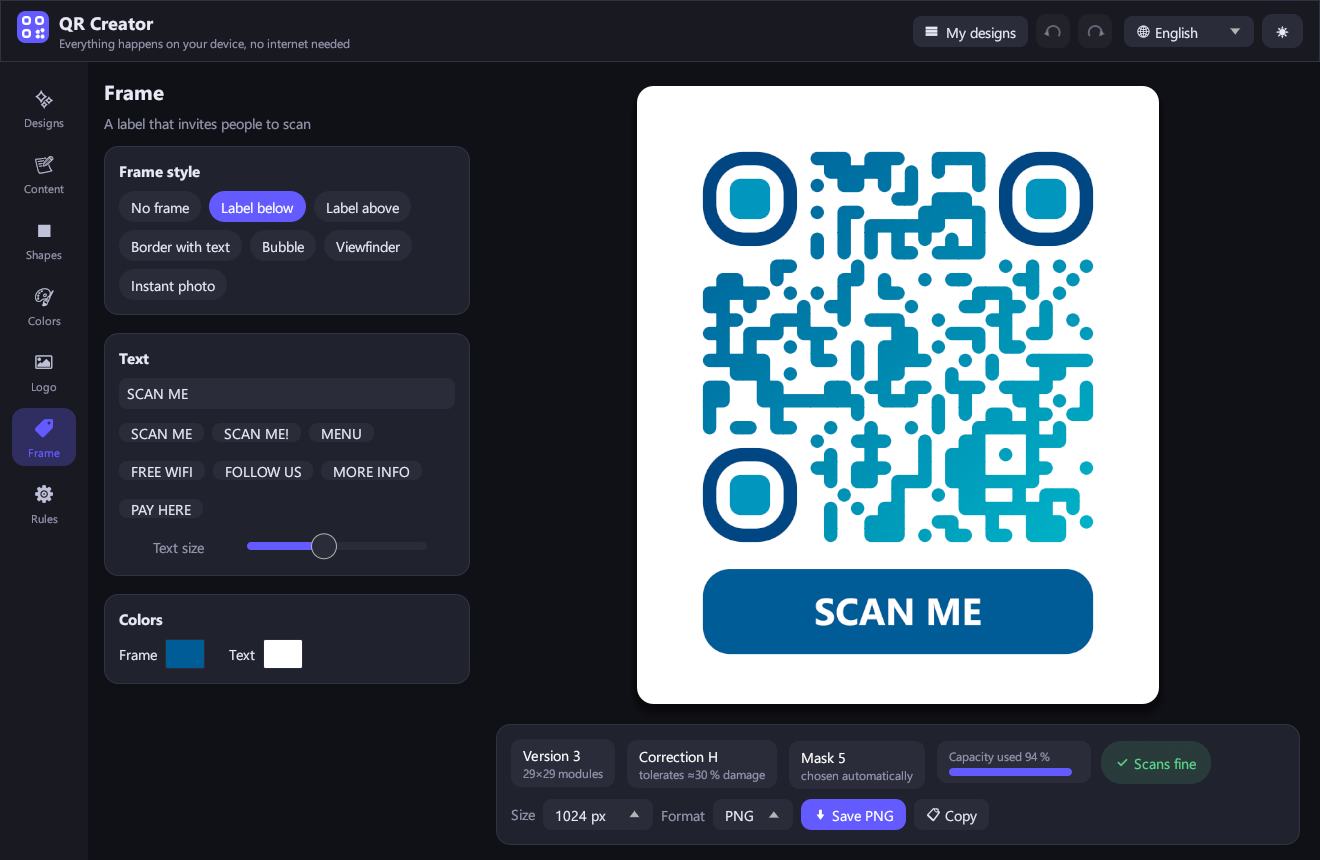 QR Creator
Everything happens on your device, no internet needed
My designs
English
Designs
Content
Shapes
Colors
Logo
Frame
Rules
Frame
A label that invites people to scan
Frame style
No frame
Label below
Label above
Border with text
Bubble
Viewfinder
Instant photo
Text
SCAN ME
SCAN ME
SCAN ME!
MENU
FREE WIFI
FOLLOW US
MORE INFO
PAY HERE
Text size
Colors
Frame
Text
SCAN ME
Version 3
29×29 modules
Correction H
tolerates ≈30 % damage
Mask 5
chosen automatically
Capacity used 94 %
Scans fine
Size
1024 px
Format
PNG
Save PNG
Copy